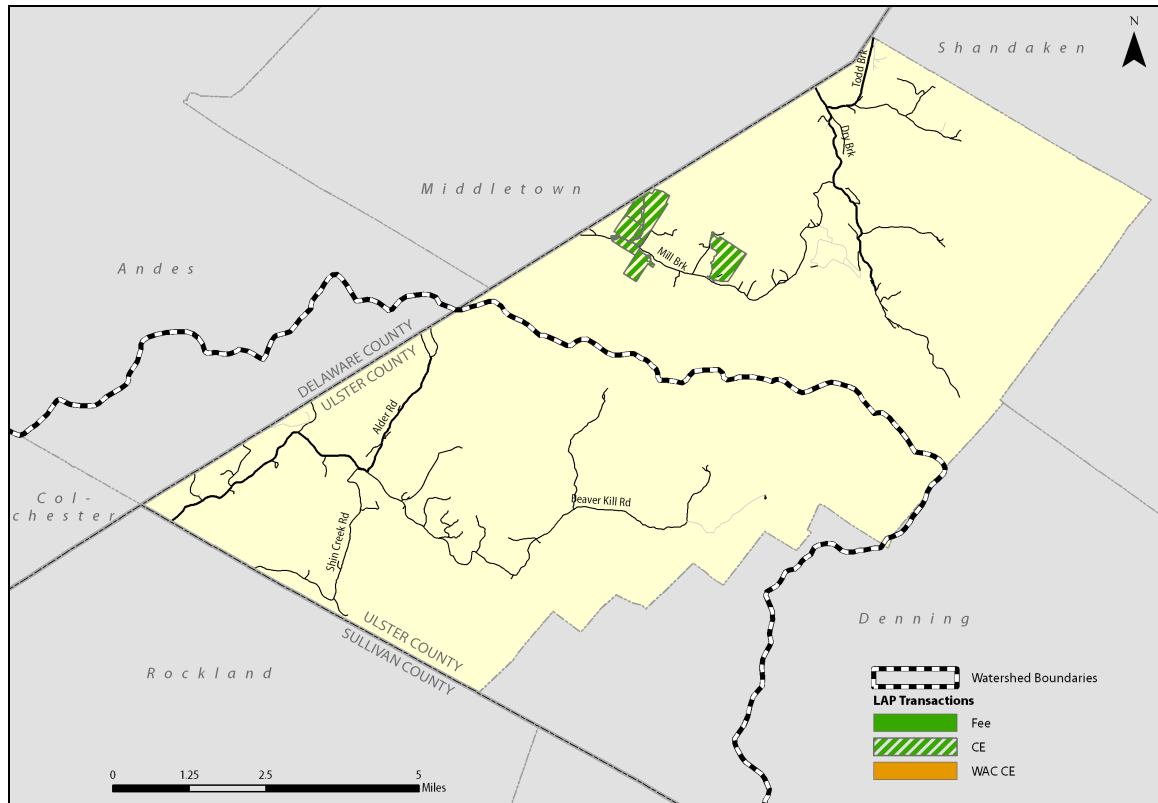 N
Shandaken
Todd Brk
Dry Brk
Middletown
Mill Brk
Andes
DELAWARE COUNTY
ULSTER COUNTY
Alder Rd
Col-
chester
Beaver Kill Rd
Shin Creek Rd
ULSTER COUNTY
SULLIVAN COUNTY
Denning
Rockland
Watershed Boundaries
LAP Transactions
Fee
CE
WAC CE
0 1.25 2.5 5
Miles